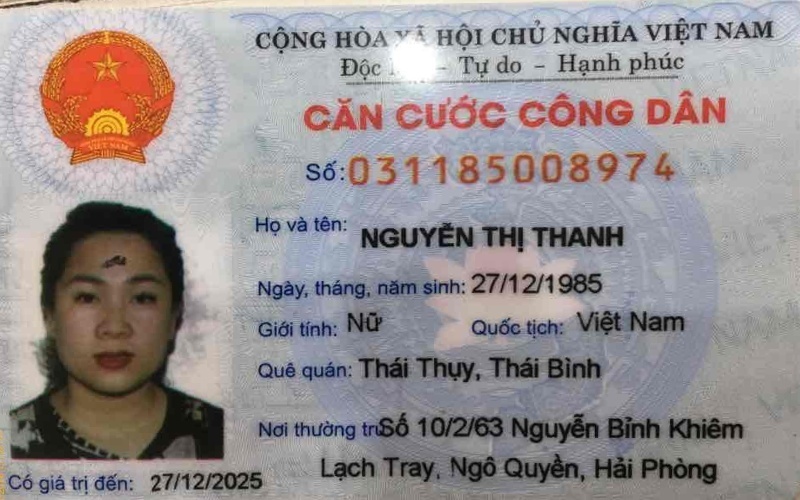 CỘNG HÒA XÃ HỘI CHỦ NGHĨA VIỆT NAM
Độc - Tự do - Hạnh phúc
CĂN CƯỚC CÔNG DÂN
Số: 031185008974
Họ và tên: NGUYỄN THỊ THANH
Ngày, tháng, năm sinh: 27/12/1985
Giới tính: Nữ Quốc tịch: Việt Nam
Quê quán: Thái Thụy, Thái Bình
Nơi thường trú Số 10/2/63 Nguyễn Bỉnh Khiêm
Lạch Tray, Ngô Quyền, Hải Phòng
Có giá trị đến: 27/12/2025